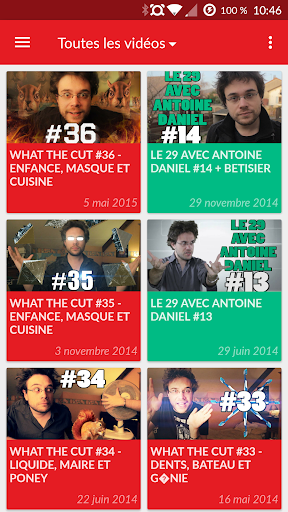 100 % 10:46
Toutes les vidéos
#36
WHAT THE CUT #36 -
ENFANCE, MASQUE ET
CUISINE
5 mai 2015
LE 29
AVEC
ANTOINE
DANIEL
#14
LE 29 AVEC ANTOINE
DANIEL #14 + BETISIER
29 novembre 2014
#35
WHAT THE CUT #35 -
ENFANCE, MASQUE ET
CUISINE
3 novembre 2014
LE 29
AVEC
ANTOINE
DANIEL
#13
LE 29 AVEC ANTOINE
DANIEL #13
29 juin 2014
#34
WHAT THE CUT #34 -
LIQUIDE, MAIRE ET
PONEY
22 juin 2014
#33
WHAT THE CUT #33 -
DENTS, BATEAU ET
G�NIE
16 mai 2014